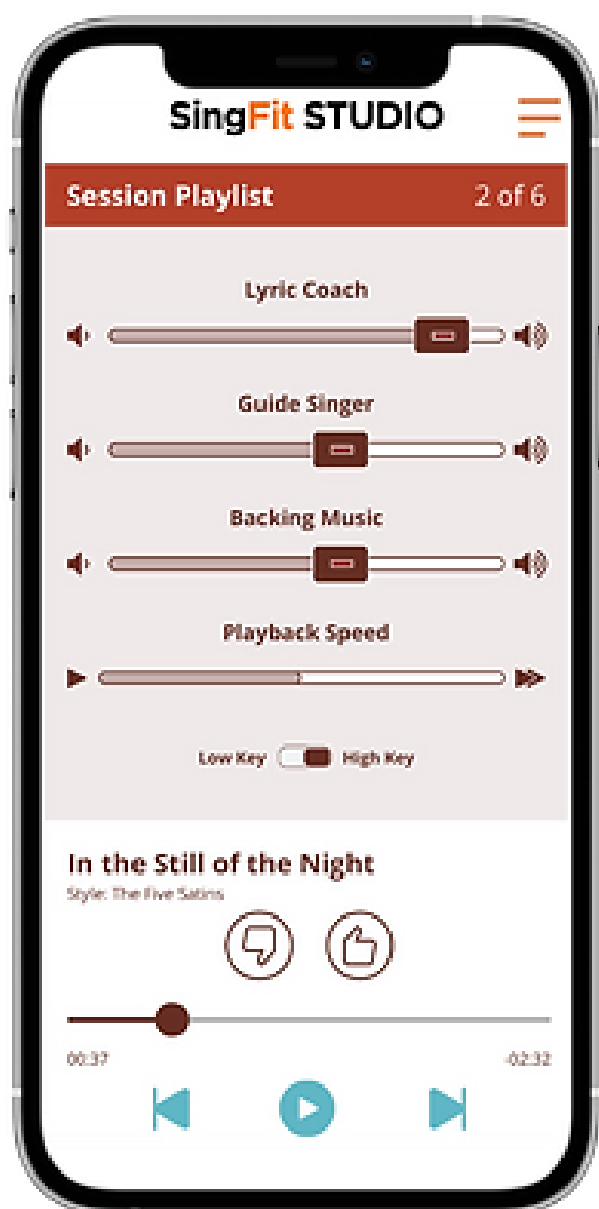 SingFit STUDIO
Session Playlist 2 of 6
Lyric Coach
Guide Singer
Backing Music
Playback Speed
Low Key High Key
In the Still of the Night
Style: The Five Satins
00:37 -02:32